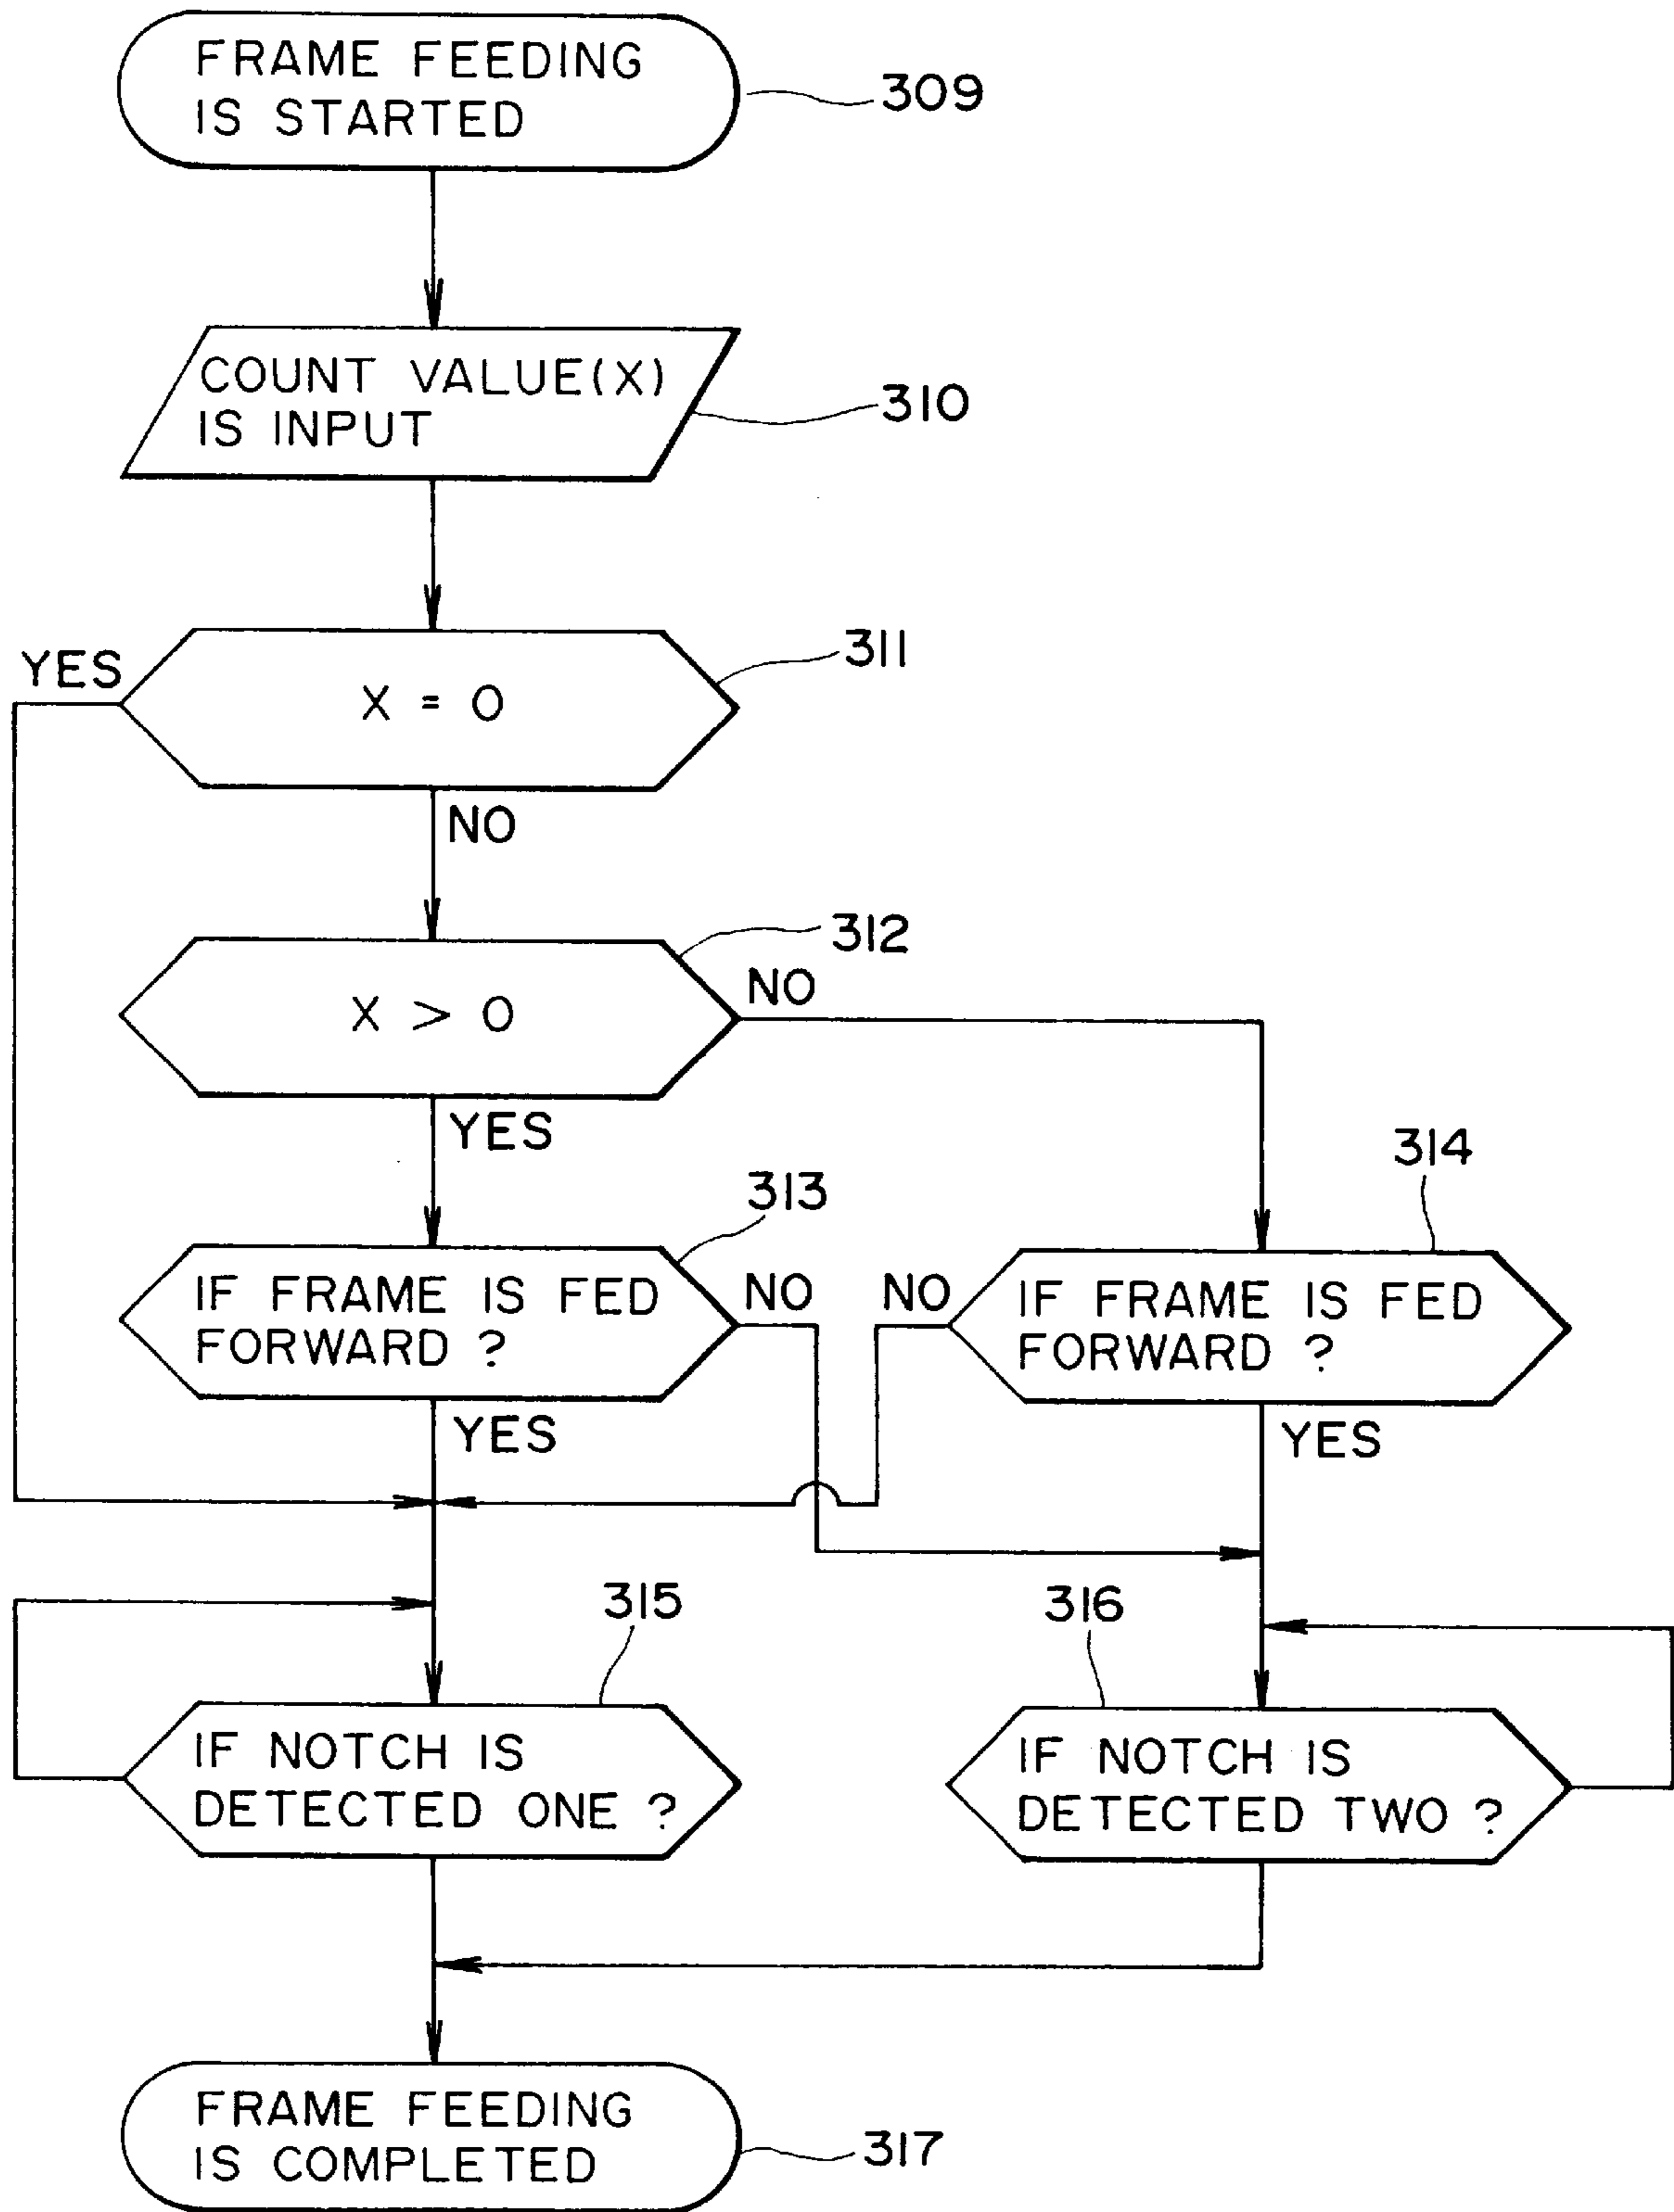 FRAME FEEDING
IS STARTED
309
COUNT VALUE(X)
IS INPUT
310
311
YES
X = 0
NO
312
X > 0
NO
YES
313
314
IF FRAME IS FED
FORWARD ?
NO
NO
IF FRAME IS FED
FORWARD ?
YES
YES
315
316
IF NOTCH IS
DETECTED ONE ?
IF NOTCH IS
DETECTED TWO ?
FRAME FEEDING
IS COMPLETED
317